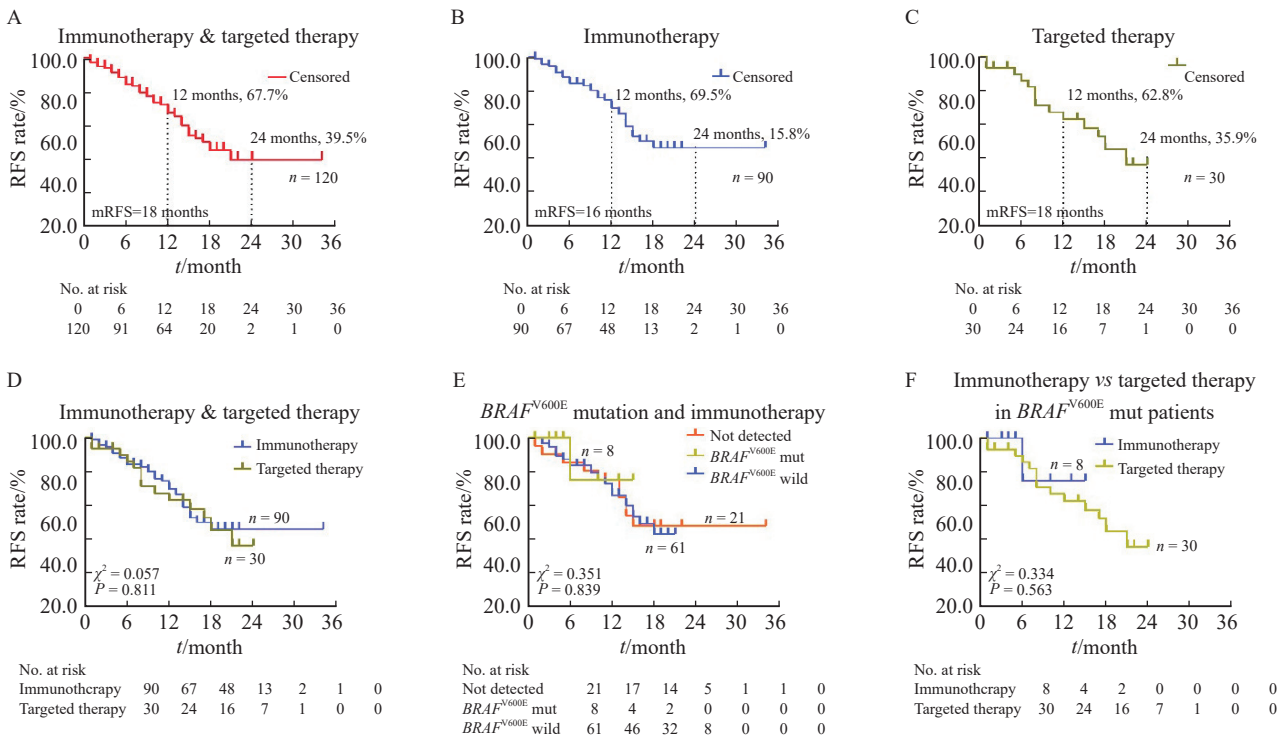 A
Immunotherapy & targeted therapy
100.0
80.0
60.0
40.0
20.0
RFS rate/%
Censored
12 months, 67.7%
24 months, 39.5%
n = 120
mRFS=18 months
0 6 12 18 24 30 36
t/month
No. at risk
0 6 12 18 24 30 36
120 91 64 20 2 1 0
B
Immunotherapy
100.0
80.0
60.0
40.0
20.0
RFS rate/%
Censored
12 months, 69.5%
24 months, 15.8%
n = 90
mRFS=16 months
0 6 12 18 24 30 36
t/month
No. at risk
0 6 12 18 24 30 36
90 67 48 13 2 1 0
C
Targeted therapy
100.0
80.0
60.0
40.0
20.0
RFS rate/%
Censored
12 months, 62.8%
24 months, 35.9%
n = 30
mRFS=18 months
0 6 12 18 24 30 36
t/month
No. at risk
0 6 12 18 24 30 36
30 24 16 7 1 0 0
D
Immunotherapy & targeted therapy
100.0
80.0
60.0
40.0
20.0
RFS rate/%
Immunotherapy
Targeted therapy
n = 90
n = 30
χ² = 0.057
P = 0.811
0 6 12 18 24 30 36
t/month
No. at risk
Immunothcrapy 90 67 48 13 2 1 0
Targeted therapy 30 24 16 7 1 0 0
E
BRAF^V600E mutation and immunotherapy
100.0
80.0
60.0
40.0
20.0
RFS rate/%
Not detected
BRAF^V600E mut
BRAF^V600E wild
n = 8
n = 21
n = 61
χ² = 0.351
P = 0.839
0 6 12 18 24 30 36
t/month
No. at risk
Not detected 21 17 14 5 1 1 0
BRAF^V600E mut 8 4 2 0 0 0 0
BRAF^V600E wild 61 46 32 8 0 0 0
F
Immunotherapy vs targeted therapy
in BRAF^V600E mut patients
100.0
80.0
60.0
40.0
20.0
RFS rate/%
Immunotherapy
Targeted therapy
n = 8
n = 30
χ² = 0.334
P = 0.563
0 6 12 18 24 30 36
t/month
No. at risk
Immunotherapy 8 4 2 0 0 0 0
Targeted therapy 30 24 16 7 1 0 0